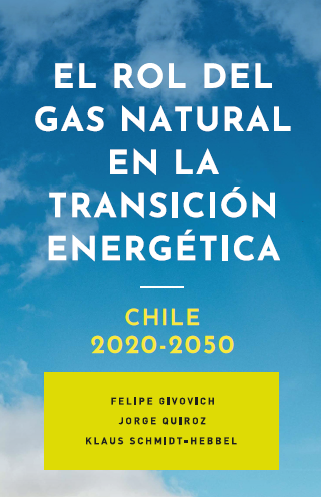 EL ROL DEL
GAS NATURAL
EN LA
TRANSICIÓN
ENERGÉTICA
CHILE
2020-2050
FELIPE GIVOVICH
JORGE QUIROZ
KLAUS SCHMIDT-HEBBEL